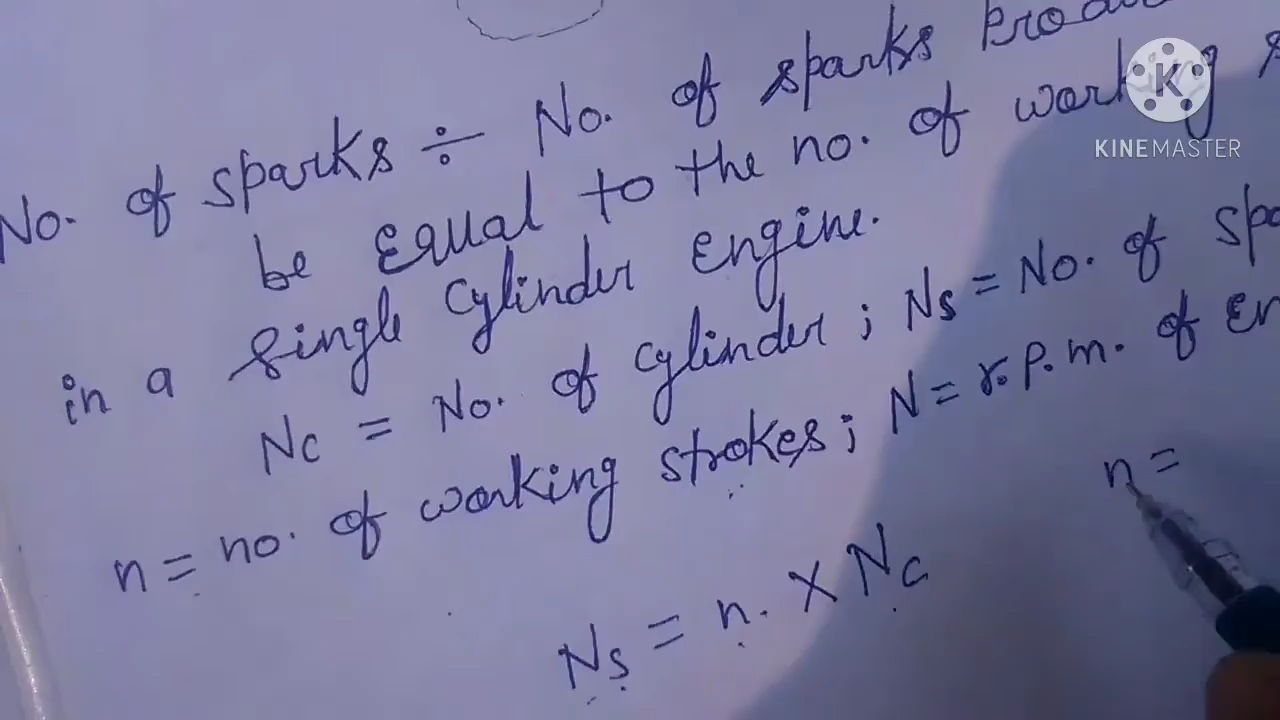 No. of sparks ÷ No. of sparks
be Equal to the no. of working
in a single cylinder engine.
Nc = No. of cylinder ; Ns = No. of
n = no. of working strokes ; N = r.p.m. of
n =
Ns = n. × Nc
KINEMASTER